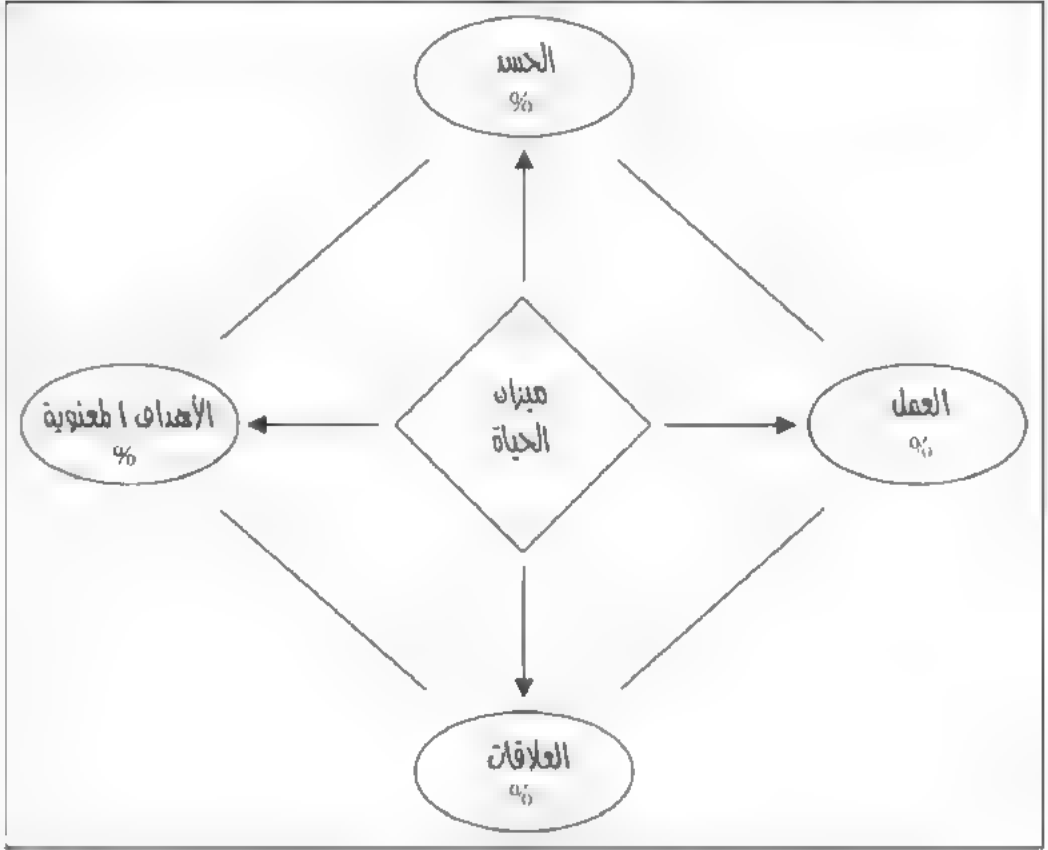 الجسد
%
ميزان
الحياة
العمل
%
الأهداف المعنوية
%
العلاقات
%